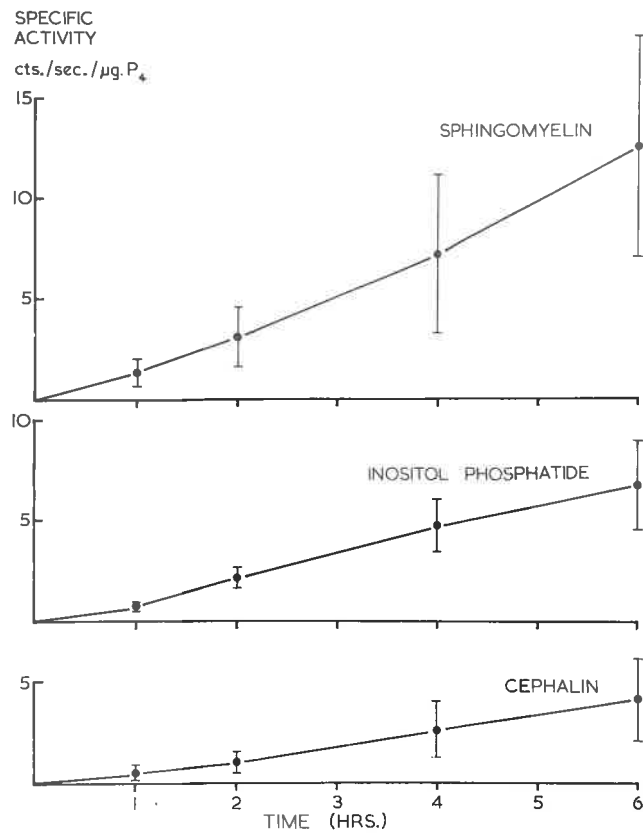 SPECIFIC
ACTIVITY
cts./sec./µg.P₄
15
SPHINGOMYELIN
10
5
10
INOSITOL PHOSPHATIDE
5
5
CEPHALIN
1 2 3 4 5 6
TIME (HRS.)